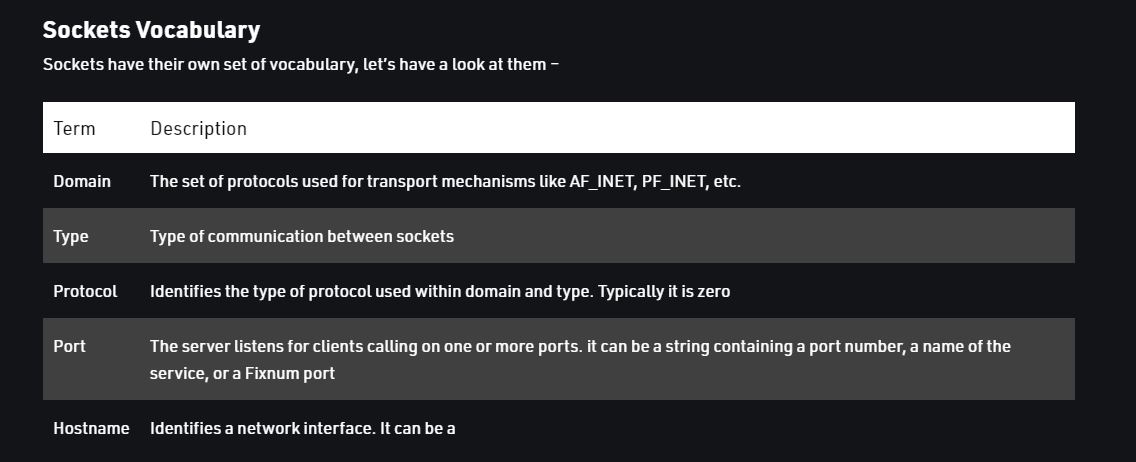 Sockets Vocabulary
Sockets have their own set of vocabulary, let's have a look at them –
Term Description
Domain The set of protocols used for transport mechanisms like AF_INET, PF_INET, etc.
Type Type of communication between sockets
Protocol Identifies the type of protocol used within domain and type. Typically it is zero
Port The server listens for clients calling on one or more ports. it can be a string containing a port number, a name of the
service, or a Fixnum port
Hostname Identifies a network interface. It can be a